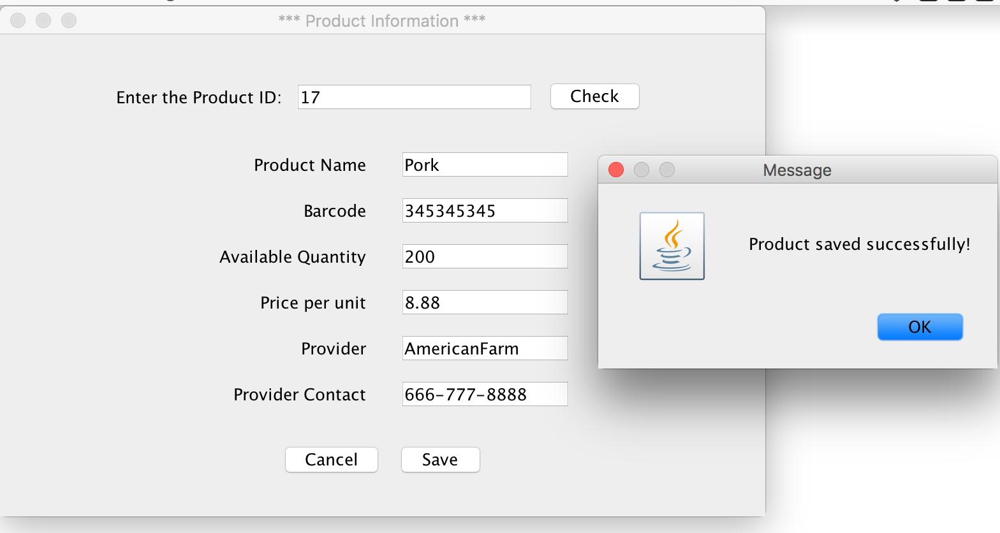 *** Product Information ***
Enter the Product ID: 17 Check
Product Name Pork
Barcode 345345345
Available Quantity 200
Price per unit 8.88
Provider AmericanFarm
Provider Contact 666-777-8888
Cancel Save
Message
Product saved successfully!
OK